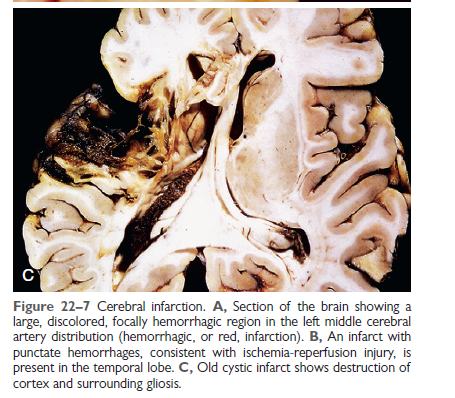 C
Figure 22–7 Cerebral infarction. A, Section of the brain showing a
large, discolored, focally hemorrhagic region in the left middle cerebral
artery distribution (hemorrhagic, or red, infarction). B, An infarct with
punctate hemorrhages, consistent with ischemia-reperfusion injury, is
present in the temporal lobe. C, Old cystic infarct shows destruction of
cortex and surrounding gliosis.